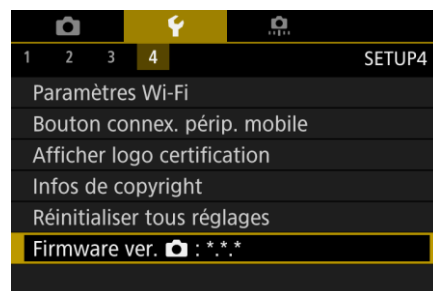 1 2 3 4 SETUP4
Paramètres Wi-Fi
Bouton connex. périp. mobile
Afficher logo certification
Infos de copyright
Réinitialiser tous réglages
Firmware ver. : *.*.*